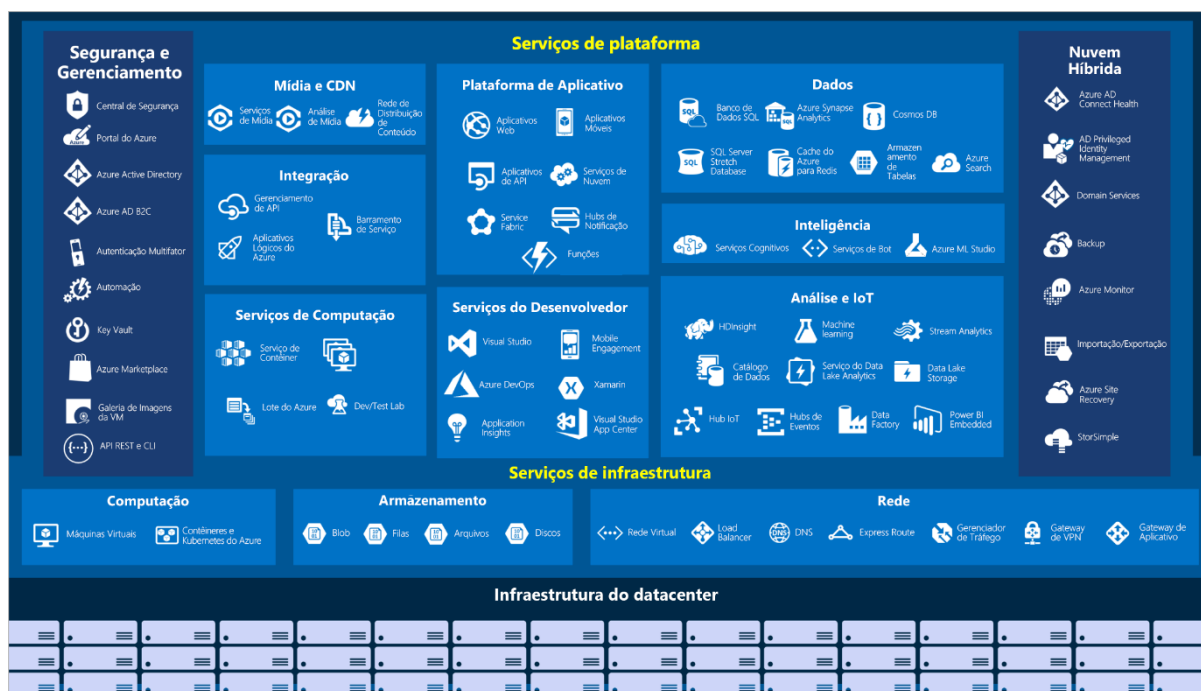 Serviços de plataforma
Segurança e
Gerenciamento
Central de Segurança
Portal do Azure
Azure Active Directory
Azure AD B2C
Autenticação Multifator
Automação
Key Vault
Azure Marketplace
Galeria de Imagens
da VM
API REST e CLI
Mídia e CDN
Serviços
de Mídia
Análise
de Mídia
Rede de
Distribuição
de
Conteúdo
Integração
Gerenciamento
de API
Barramento
de Serviço
Aplicativos
Lógicos do
Azure
Serviços de Computação
Serviço de
Contêiner
Lote do Azure
Dev/Test Lab
Plataforma de Aplicativo
Aplicativos
Web
Aplicativos
Móveis
Aplicativos
de API
Serviços de
Nuvem
Service
Fabric
Hubs de
Notificação
Funções
Serviços do Desenvolvedor
Visual Studio
Mobile
Engagement
Azure DevOps
Xamarin
Application
Insights
Visual Studio
App Center
Dados
SQL
Banco de
Dados SQL
SQL
Azure Synapse
Analytics
Cosmos DB
SQL
SQL Server
Stretch
Database
Cache do
Azure
para Redis
Armazen
amento
de
Tabelas
Azure
Search
Inteligência
Serviços Cognitivos
Serviços de Bot
Azure ML Studio
Análise e IoT
HDInsight
Machine
learning
Stream Analytics
Catálogo
de Dados
Serviço do Data
Lake Analytics
Data Lake
Storage
Hub IoT
Hubs de
Eventos
Data
Factory
Power BI
Embedded
Nuvem
Híbrida
Azure AD
Connect Health
AD Privileged
Identity
Management
Domain Services
Backup
Azure Monitor
Importação/Exportação
Azure Site
Recovery
StorSimple
Serviços de infraestrutura
Computação
Máquinas Virtuais
Contêineres e
Kubernetes do Azure
Armazenamento
Blob
Filas
Arquivos
Discos
Rede
Rede Virtual
Load
Balancer
DNS
DNS
Express Route
Gerenciador
de Tráfego
Gateway
de VPN
Gateway de
Aplicativo
Infraestrutura do datacenter